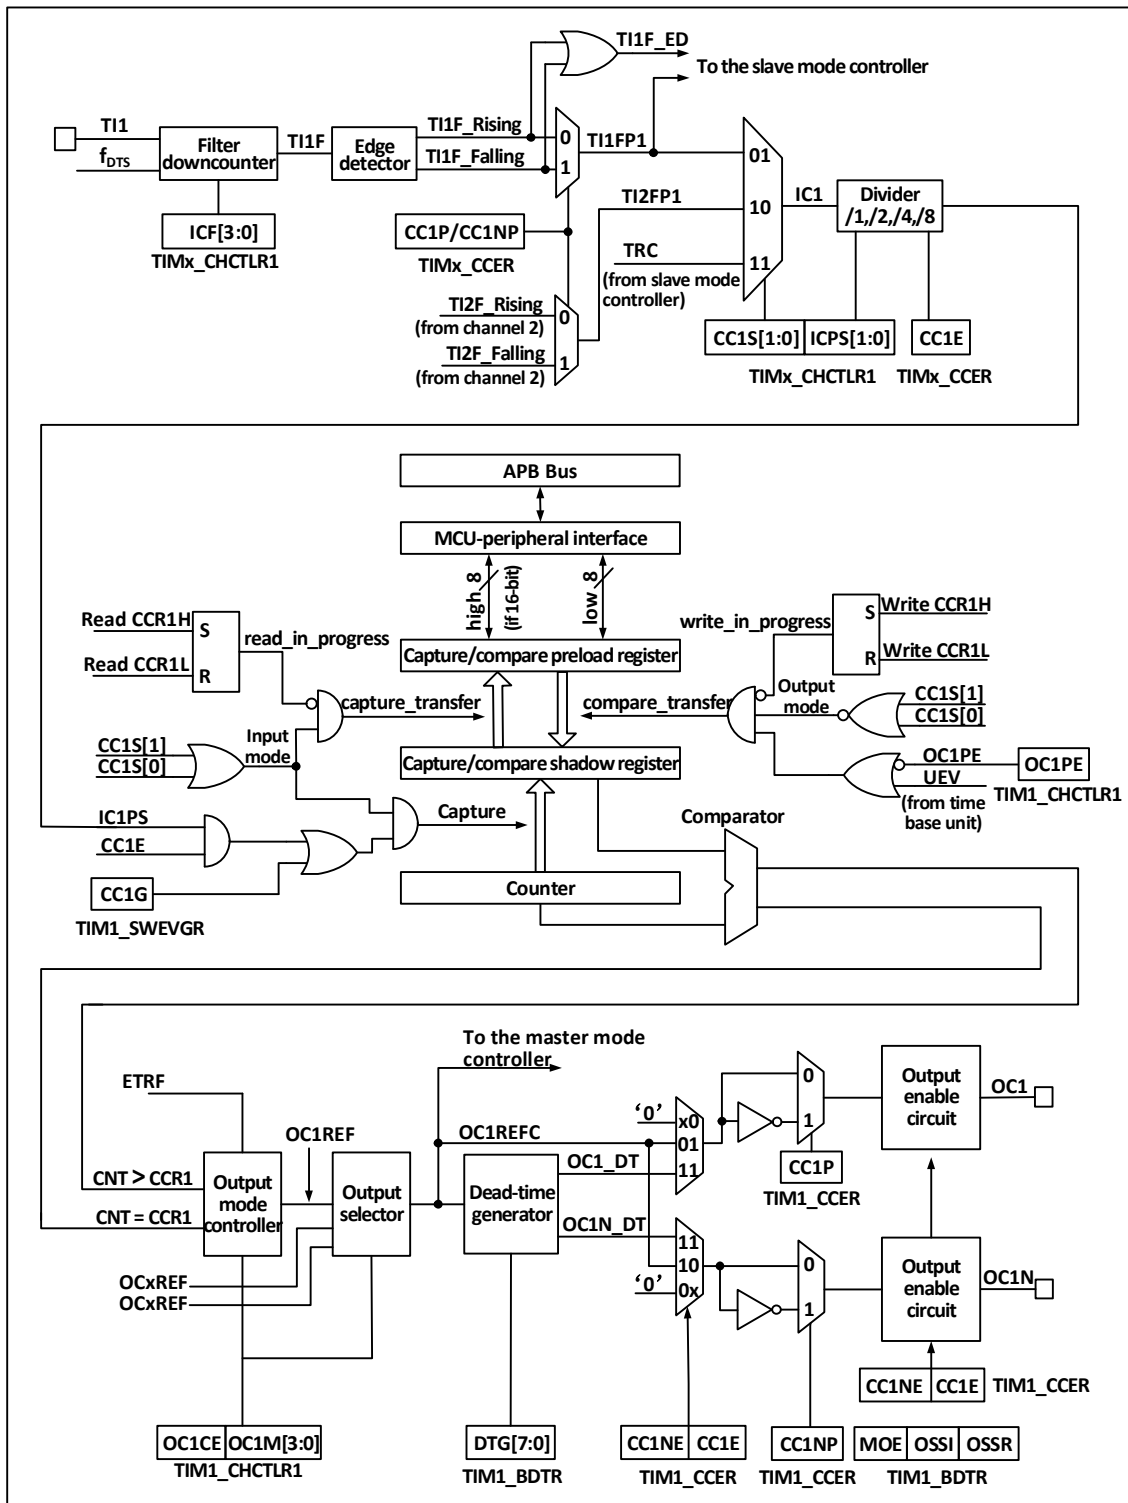 TI1F_ED
To the slave mode controller
TI1
f_DTS
Filter
downcounter
TI1F
Edge
detector
TI1F_Rising
TI1F_Falling
0
1
TI1FP1
01
10
11
TI2FP1
IC1
Divider
/1,/2,/4,/8
ICF[3:0]
TIMx_CHCTLR1
CC1P/CC1NP
TIMx_CCER
TRC
(from slave mode
controller)
TI2F_Rising
(from channel 2)
TI2F_Falling
(from channel 2)
0
1
CC1S[1:0]
ICPS[1:0]
CC1E
TIMx_CHCTLR1
TIMx_CCER
APB Bus
MCU-peripheral interface
high 8
(if 16-bit)
low 8
Read CCR1H
Read CCR1L
S
R
read_in_progress
Capture/compare preload register
write_in_progress
S
R
Write CCR1H
Write CCR1L
capture_transfer
compare_transfer
Output
mode
CC1S[1]
CC1S[0]
CC1S[1]
CC1S[0]
Input
mode
Capture/compare shadow register
OC1PE
UEV
(from time
base unit)
OC1PE
TIM1_CHCTLR1
IC1PS
CC1E
Capture
Comparator
CC1G
TIM1_SWEVGR
Counter
To the master mode
controller
ETRF
OC1REF
CNT > CCR1
CNT = CCR1
Output
mode
controller
Output
selector
OCxREF
OCxREF
OC1REFC
Dead-time
generator
OC1_DT
OC1N_DT
‘0’
x0
01
11
11
10
‘0’
0x
0
1
CC1P
TIM1_CCER
0
1
Output
enable
circuit
OC1
Output
enable
circuit
OC1N
CC1NE
CC1E
TIM1_CCER
OC1CE
OC1M[3:0]
TIM1_CHCTLR1
DTG[7:0]
TIM1_BDTR
CC1NE
CC1E
TIM1_CCER
CC1NP
TIM1_CCER
MOE
OSSI
OSSR
TIM1_BDTR